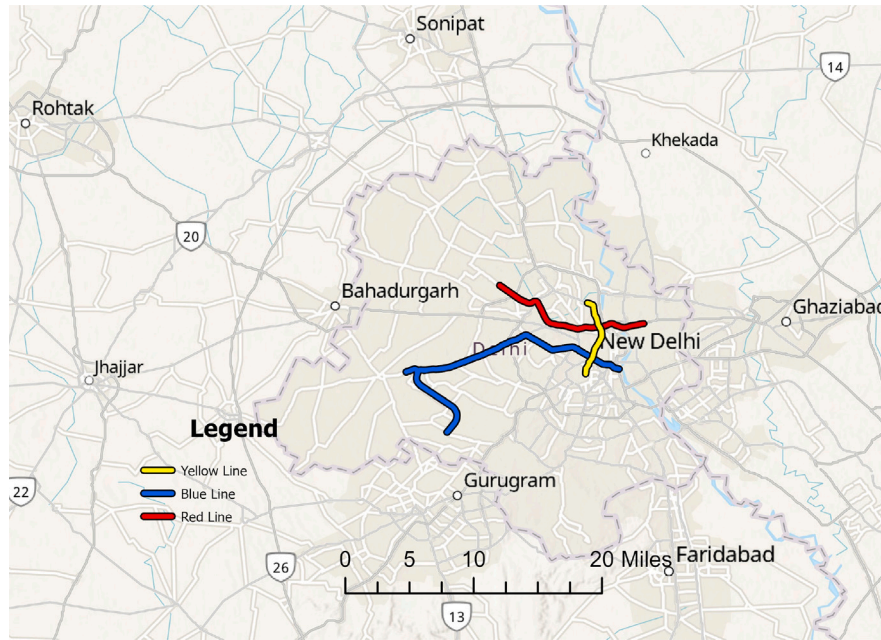 Sonipat
14
Rohtak
Khekada
20
Bahadurgarh
Ghaziabad
New Delhi
Delhi
Jhajjar
Legend
Yellow Line
Blue Line
Red Line
22
Gurugram
0 5 10 20 Miles
Faridabad
26
13